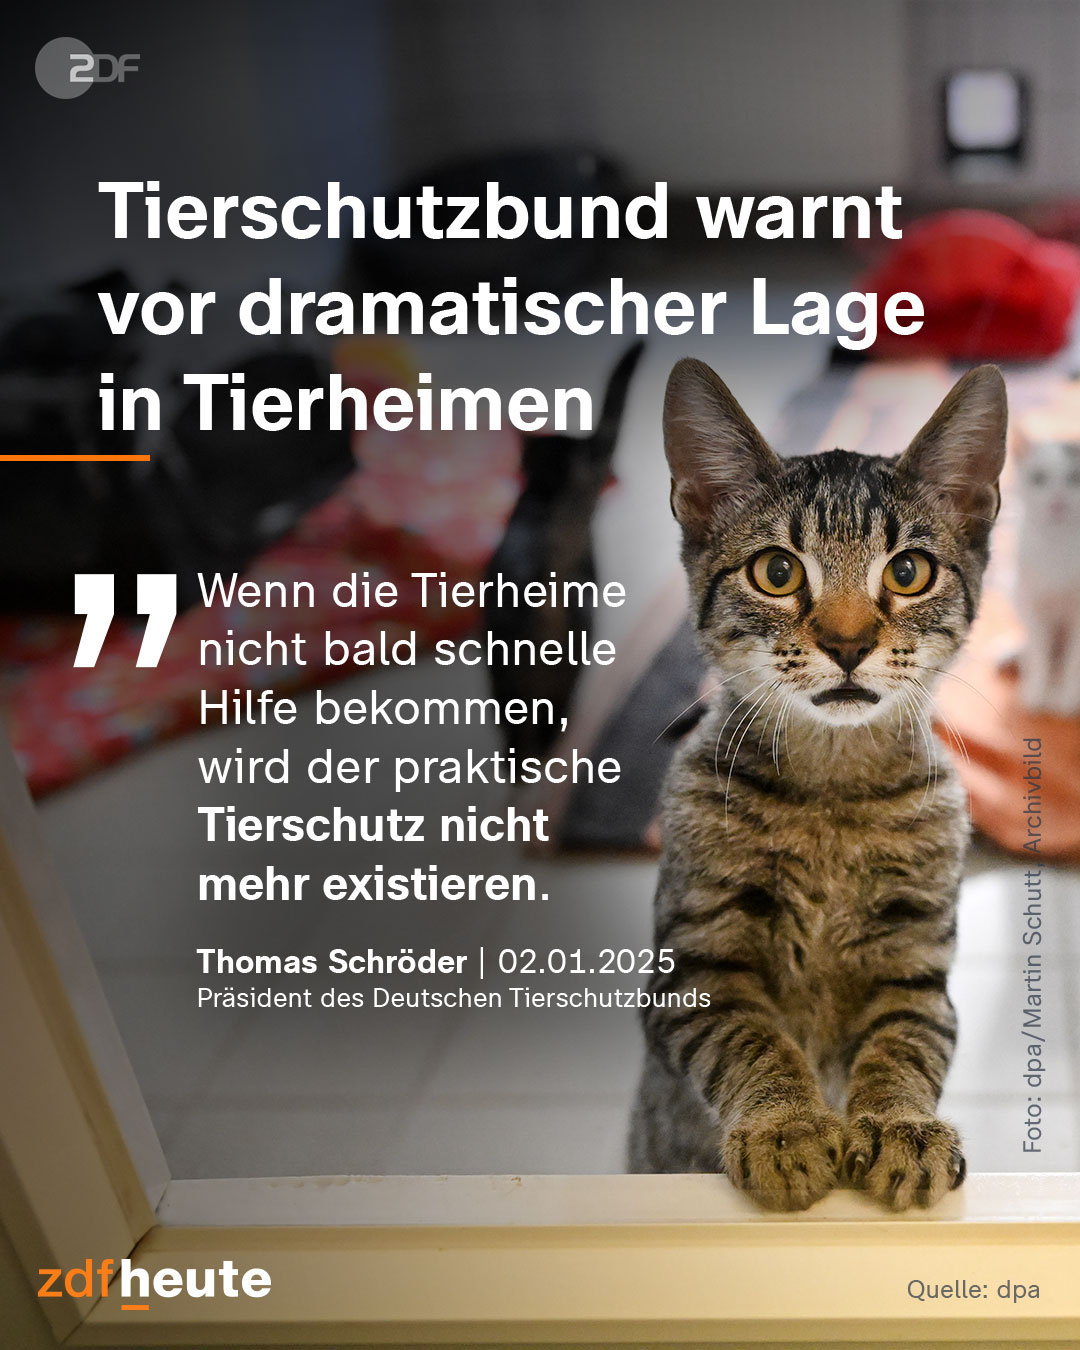 ZDF
Tierschutzbund warnt
vor dramatischer Lage
in Tierheimen
" Wenn die Tierheime
nicht bald schnelle
Hilfe bekommen,
wird der praktische
Tierschutz nicht
mehr existieren.
Thomas Schröder | 02.01.2025
Präsident des Deutschen Tierschutzbunds
Foto: dpa/Martin Schutt, Archivbild
zdfheute
Quelle: dpa